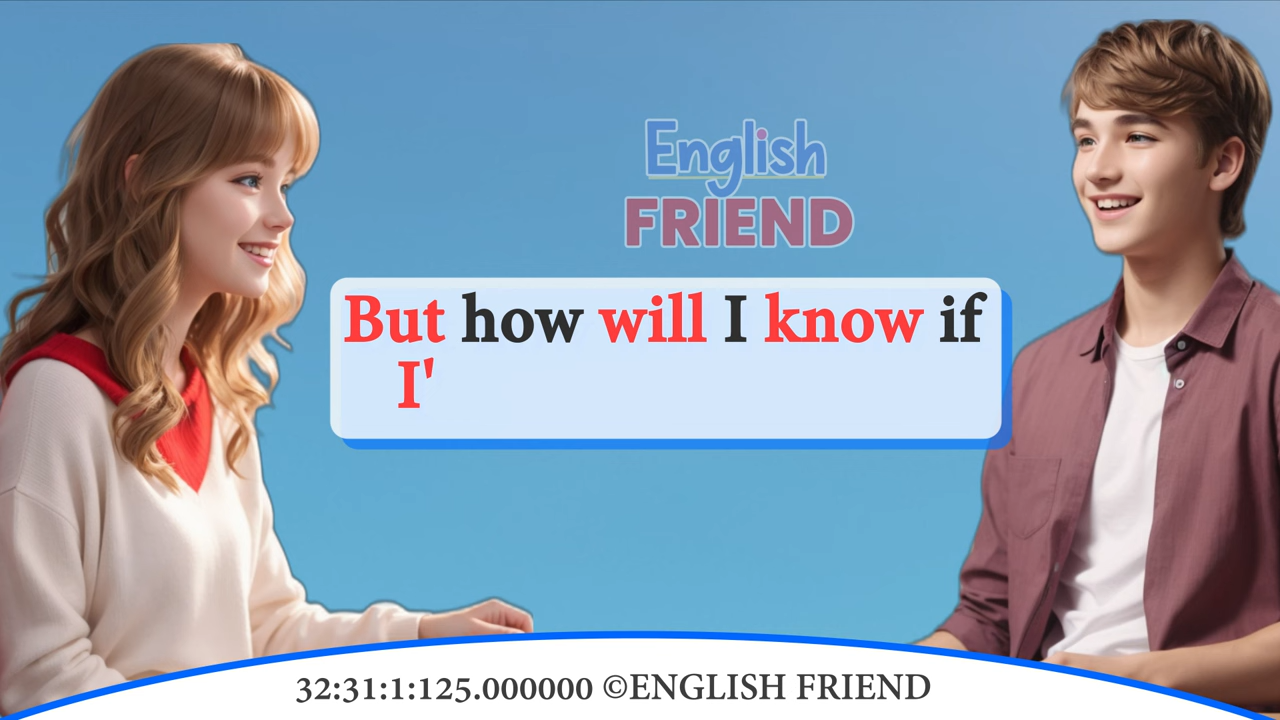 English
FRIEND
But how will I know if
I'
32:31:1:125.000000 ©ENGLISH FRIEND